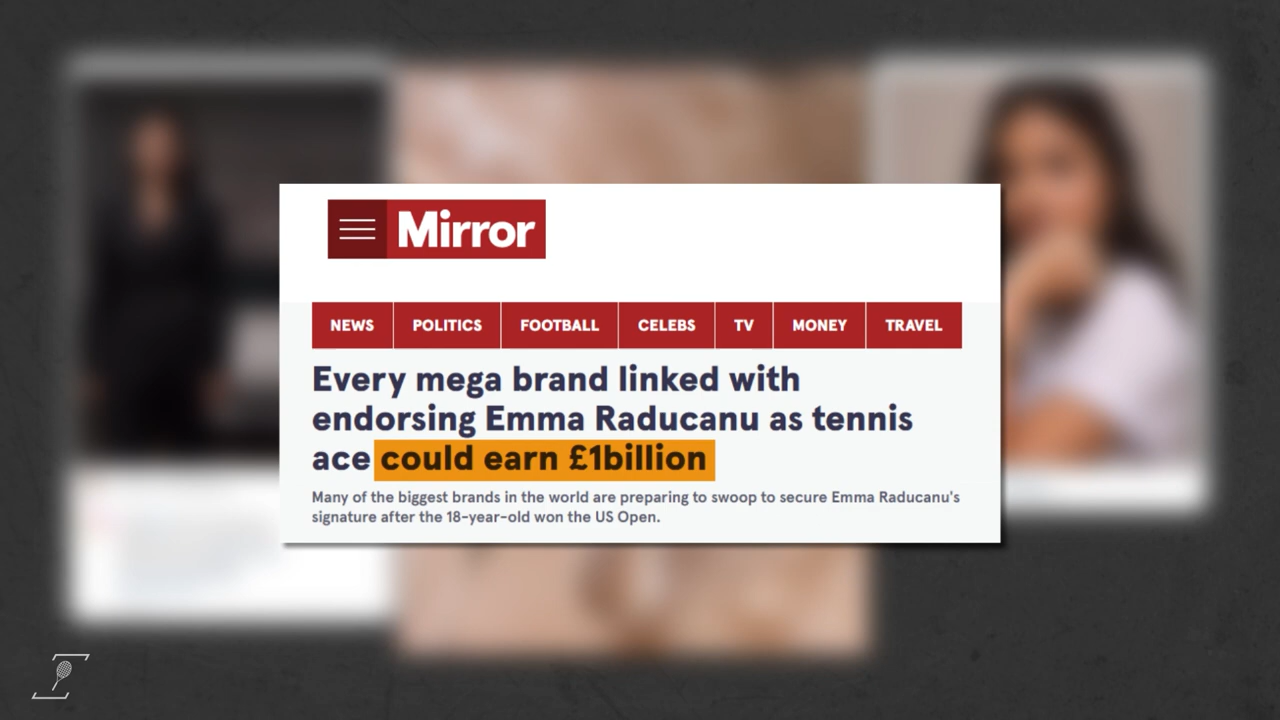 Mirror
NEWS POLITICS FOOTBALL CELEBS TV MONEY TRAVEL
Every mega brand linked with
endorsing Emma Raducanu as tennis
ace could earn £1billion
Many of the biggest brands in the world are preparing to swoop to secure Emma Raducanu's
signature after the 18-year-old won the US Open.